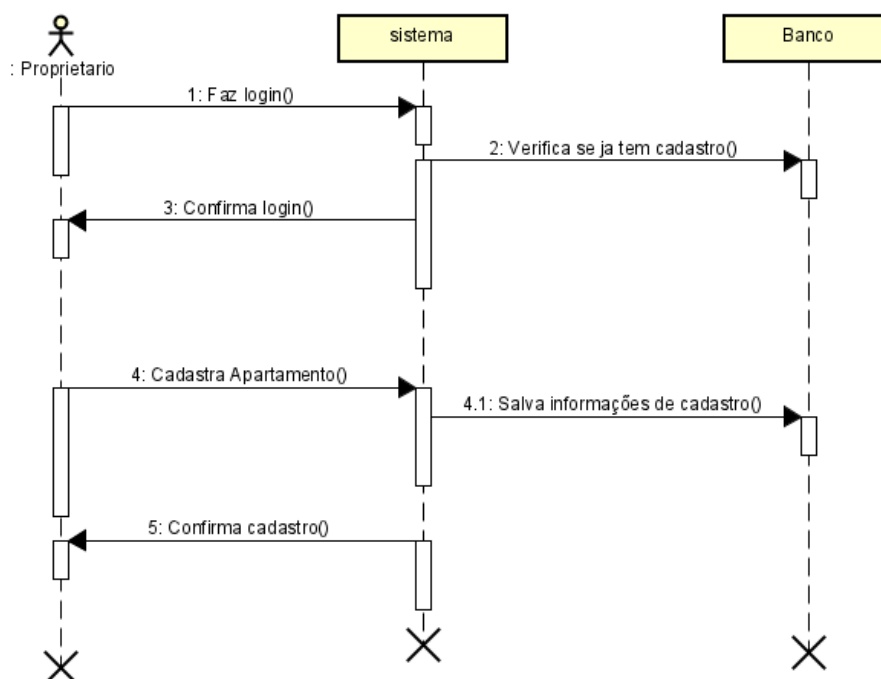 sistema
Banco
: Proprietario
1: Faz login()
2: Verifica se ja tem cadastro()
3: Confirma login()
4: Cadastra Apartamento()
4.1: Salva informações de cadastro()
5: Confirma cadastro()